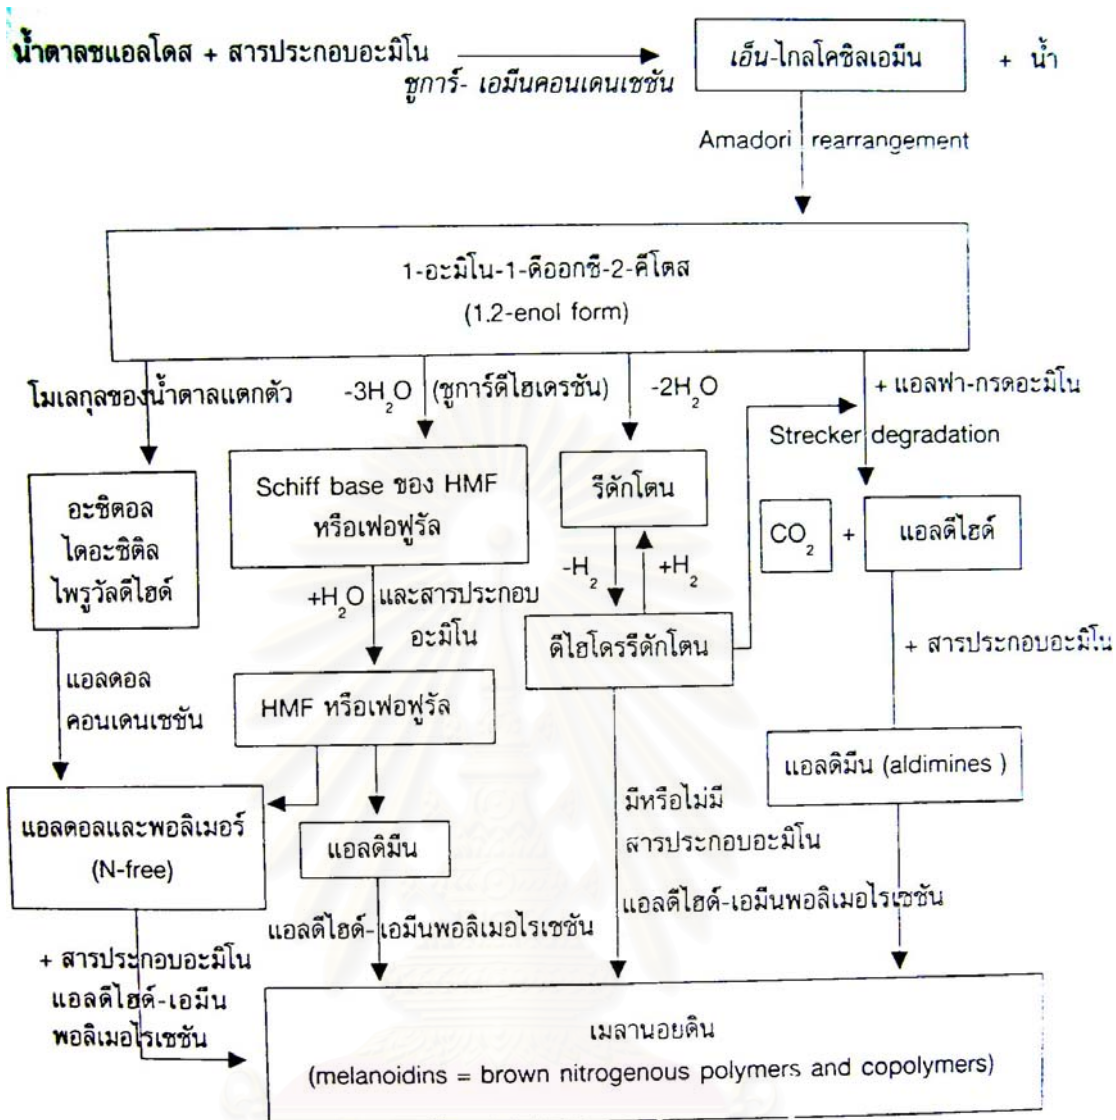 น้ำตาลชแอลโดส + สารประกอบอะมิโน
ชูการ์- เอมีนคอนเดนเซชัน
เอ็น-ไกลโคซิลเอมีน
+ น้ำ
Amadori rearrangement
1-อะมิโน-1-ดีออกซี-2-คีโตส
(1.2-enol form)
โมเลกุลของน้ำตาลแตกตัว
-3H2O (ชูการ์ดีไฮเดรชัน)
-2H2O
+ แอลฟา-กรดอะมิโน
Strecker degradation
อะซิตอล
ไดอะซิติล
ไพรูวัลดีไฮด์
Schiff base ของ HMF
หรือเฟอฟูรัล
รีดักโตน
CO2 + แอลดีไฮด์
-H2
+H2
+H2O และสารประกอบ
อะมิโน
ดีไฮโดรรีดักโตน
+ สารประกอบอะมิโน
แอลดอล
คอนเดนเซชัน
HMF หรือเฟอฟูรัล
แอลดิมีน (aldimines )
แอลดอลและพอลิเมอร์
(N-free)
แอลดิมีน
มีหรือไม่มี
สารประกอบอะมิโน
แอลดีไฮด์-เอมีนพอลิเมอไรเซชัน
แอลดีไฮด์-เอมีนพอลิเมอไรเซชัน
+ สารประกอบอะมิโน
แอลดีไฮด์-เอมีน
พอลิเมอไรเซชัน
เมลานอยดิน
(melanoidins = brown nitrogenous polymers and copolymers)